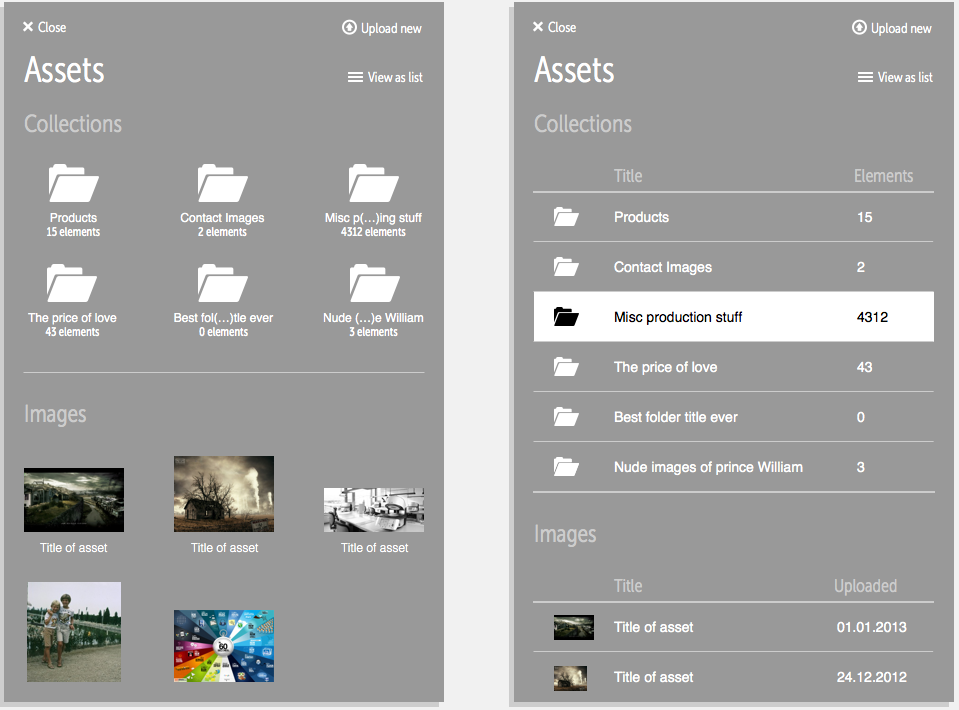 Close
Upload new
Assets
View as list
Collections
Products
15 elements
Contact Images
2 elements
Misc p(...)ing stuff
4312 elements
The price of love
43 elements
Best fol(...)tle ever
0 elements
Nude (...)e William
3 elements
Images
Title of asset
Title of asset
Title of asset
Close
Upload new
Assets
View as list
Collections
Title Elements
Products 15
Contact Images 2
Misc production stuff 4312
The price of love 43
Best folder title ever 0
Nude images of prince William 3
Images
Title Uploaded
Title of asset 01.01.2013
Title of asset 24.12.2012